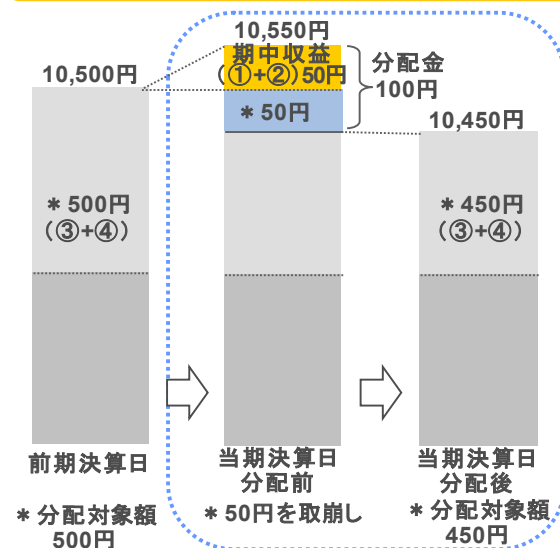 10,550円
期中収益
(①+②)50円
分配金
100円
10,500円
＊50円
10,450円
＊500円
(③+④)
＊450円
(③+④)
前期決算日
当期決算日
分配前
当期決算日
分配後
＊分配対象額
500円
＊50円を取崩し
＊分配対象額
450円